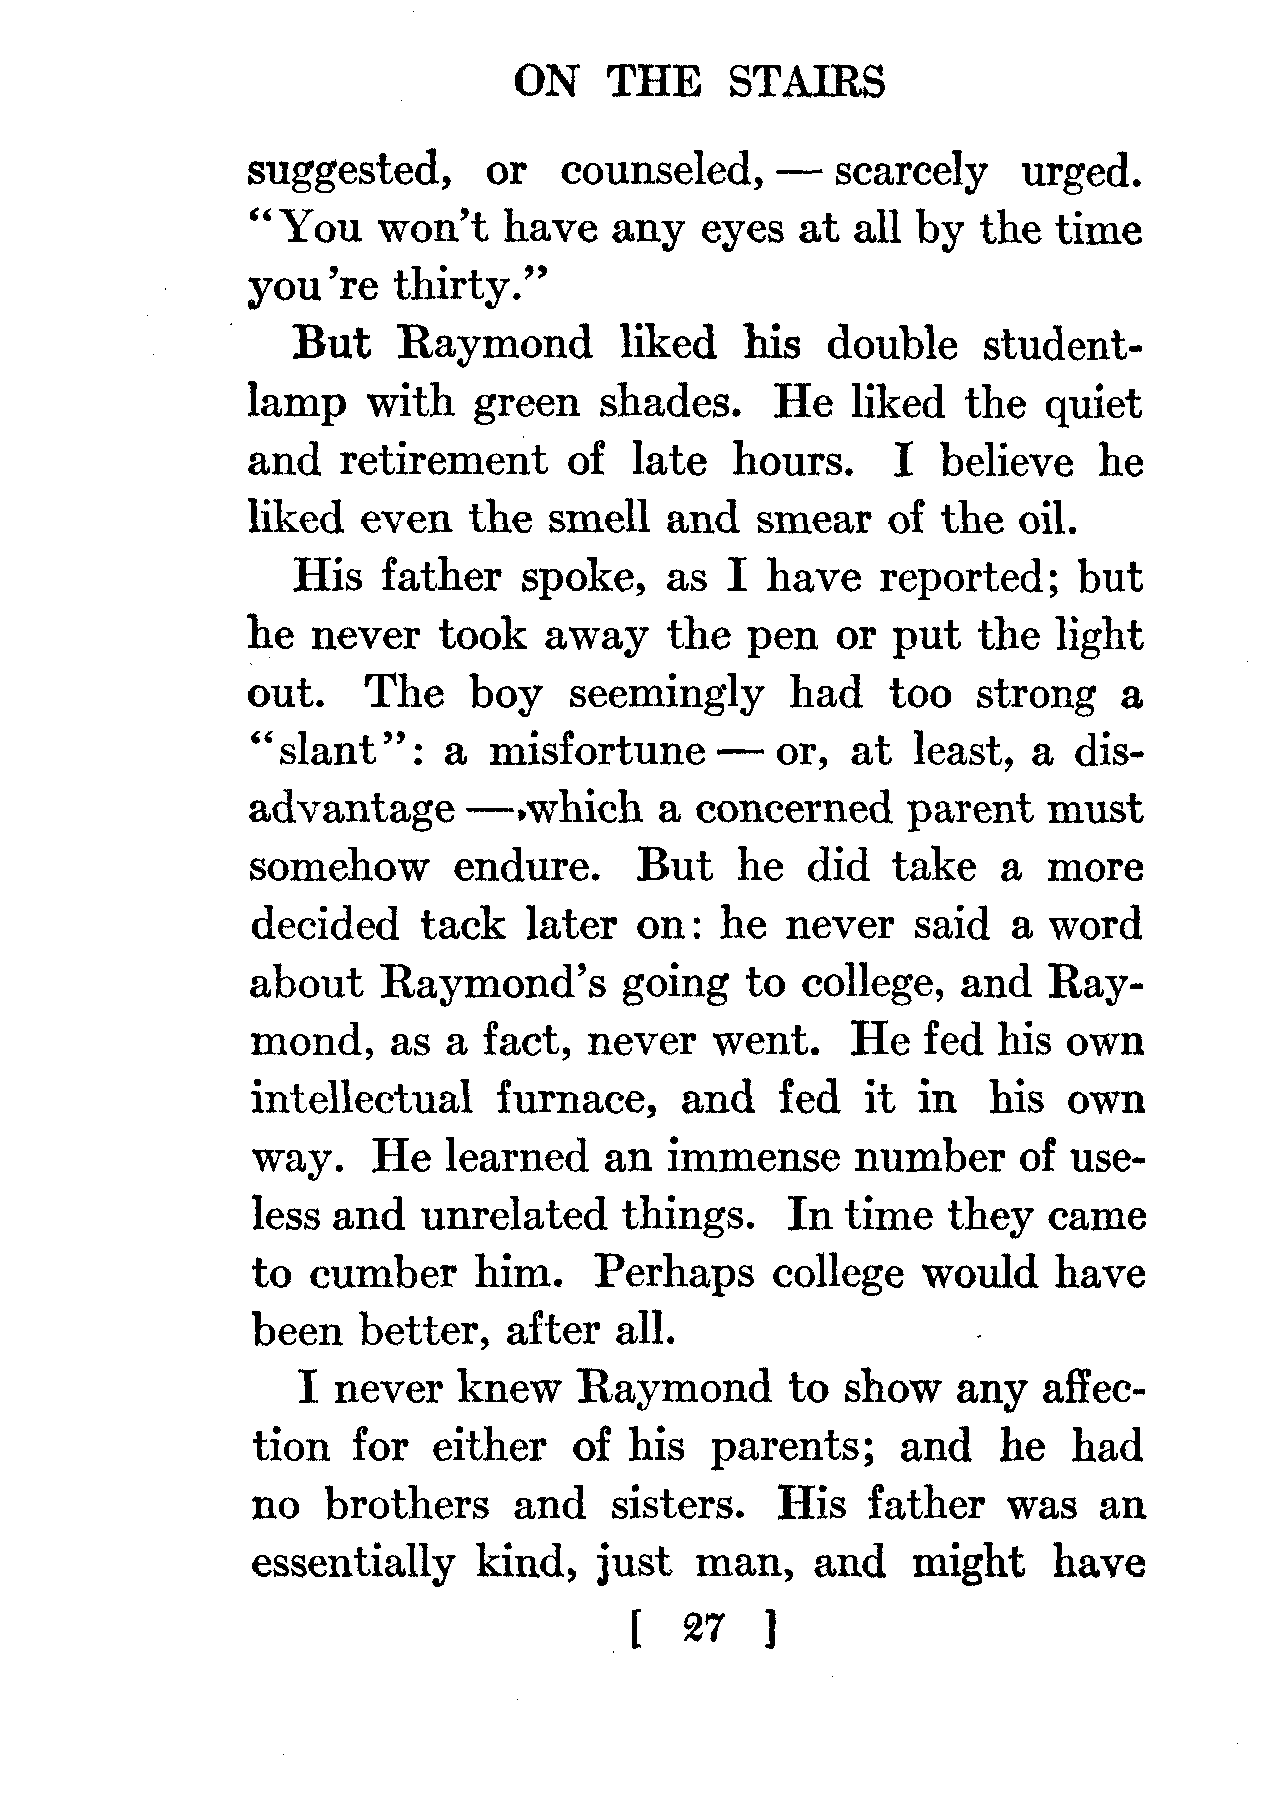 ON THE STAIRS
suggested, or counseled, — scarcely urged.
“You won't have any eyes at all by the time
you're thirty.”
But Raymond liked his double student-
lamp with green shades. He liked the quiet
and retirement of late hours. I believe he
liked even the smell and smear of the oil.
His father spoke, as I have reported; but
he never took away the pen or put the light
out. The boy seemingly had too strong a
“slant”: a misfortune — or, at least, a dis-
advantage — which a concerned parent must
somehow endure. But he did take a more
decided tack later on: he never said a word
about Raymond's going to college, and Ray-
mond, as a fact, never went. He fed his own
intellectual furnace, and fed it in his own
way. He learned an immense number of use-
less and unrelated things. In time they came
to cumber him. Perhaps college would have
been better, after all.
I never knew Raymond to show any affec-
tion for either of his parents; and he had
no brothers and sisters. His father was an
essentially kind, just man, and might have
[ 27 ]